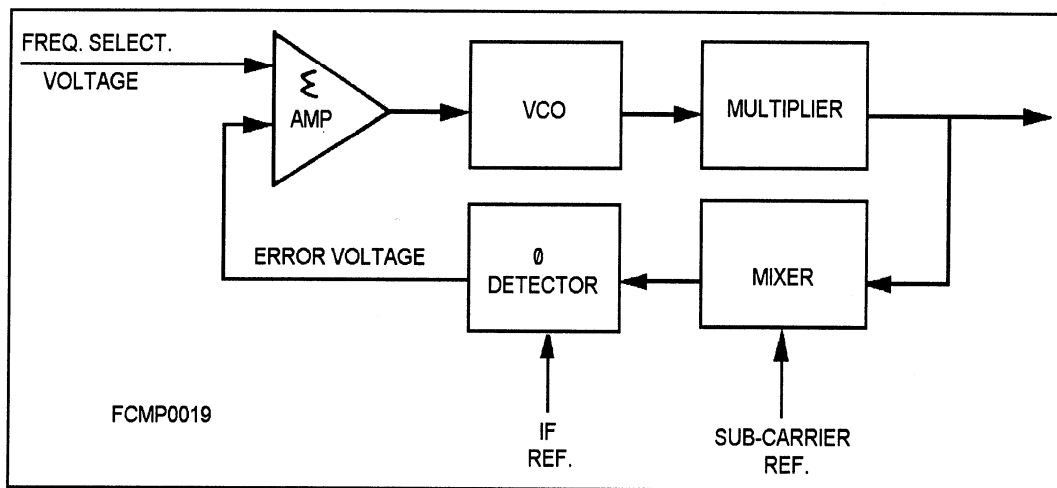 FREQ. SELECT.
VOLTAGE
Σ
AMP
VCO
MULTIPLIER
ERROR VOLTAGE
Ø
DETECTOR
MIXER
FCMP0019
IF
REF.
SUB-CARRIER
REF.